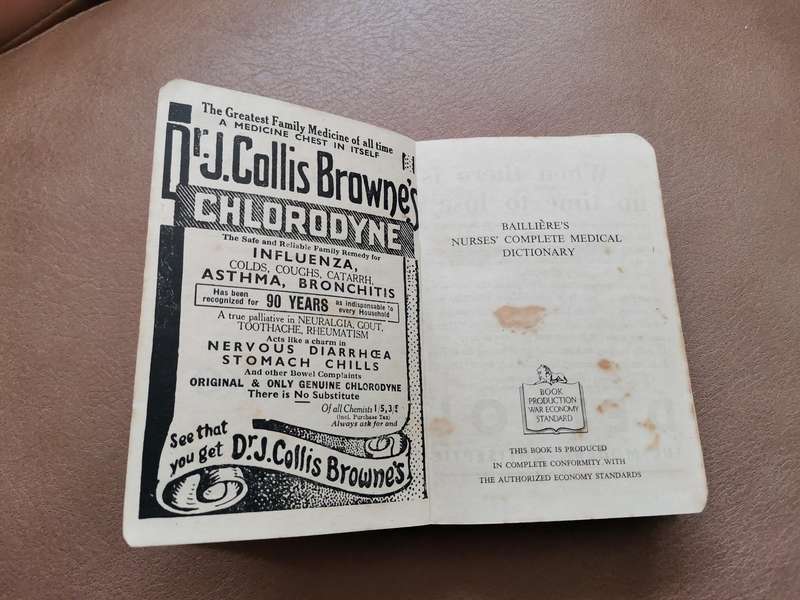 The Greatest Family Medicine of all time
A MEDICINE CHEST IN ITSELF
Dr. J. Collis Browne's
CHLORODYNE
The Safe and Reliable Family Remedy for
INFLUENZA,
COLDS, COUGHS, CATARRH,
ASTHMA, BRONCHITIS
Has been recognized for 90 YEARS as indispensable to every Household
A true palliative in NEURALGIA, GOUT,
TOOTHACHE, RHEUMATISM
Acts like a charm in
NERVOUS DIARRHŒA
STOMACH CHILLS
And other Bowel Complaints
ORIGINAL & ONLY GENUINE CHLORODYNE
There is No Substitute
Of all Chemists
(incl. Purchase Tax)
Always ask for and
See that
you get Dr. J. Collis Browne's
BAILLIÈRE'S
NURSES' COMPLETE MEDICAL
DICTIONARY
BOOK
PRODUCTION
WAR ECONOMY
STANDARD
THIS BOOK IS PRODUCED
IN COMPLETE CONFORMITY WITH
THE AUTHORIZED ECONOMY STANDARDS